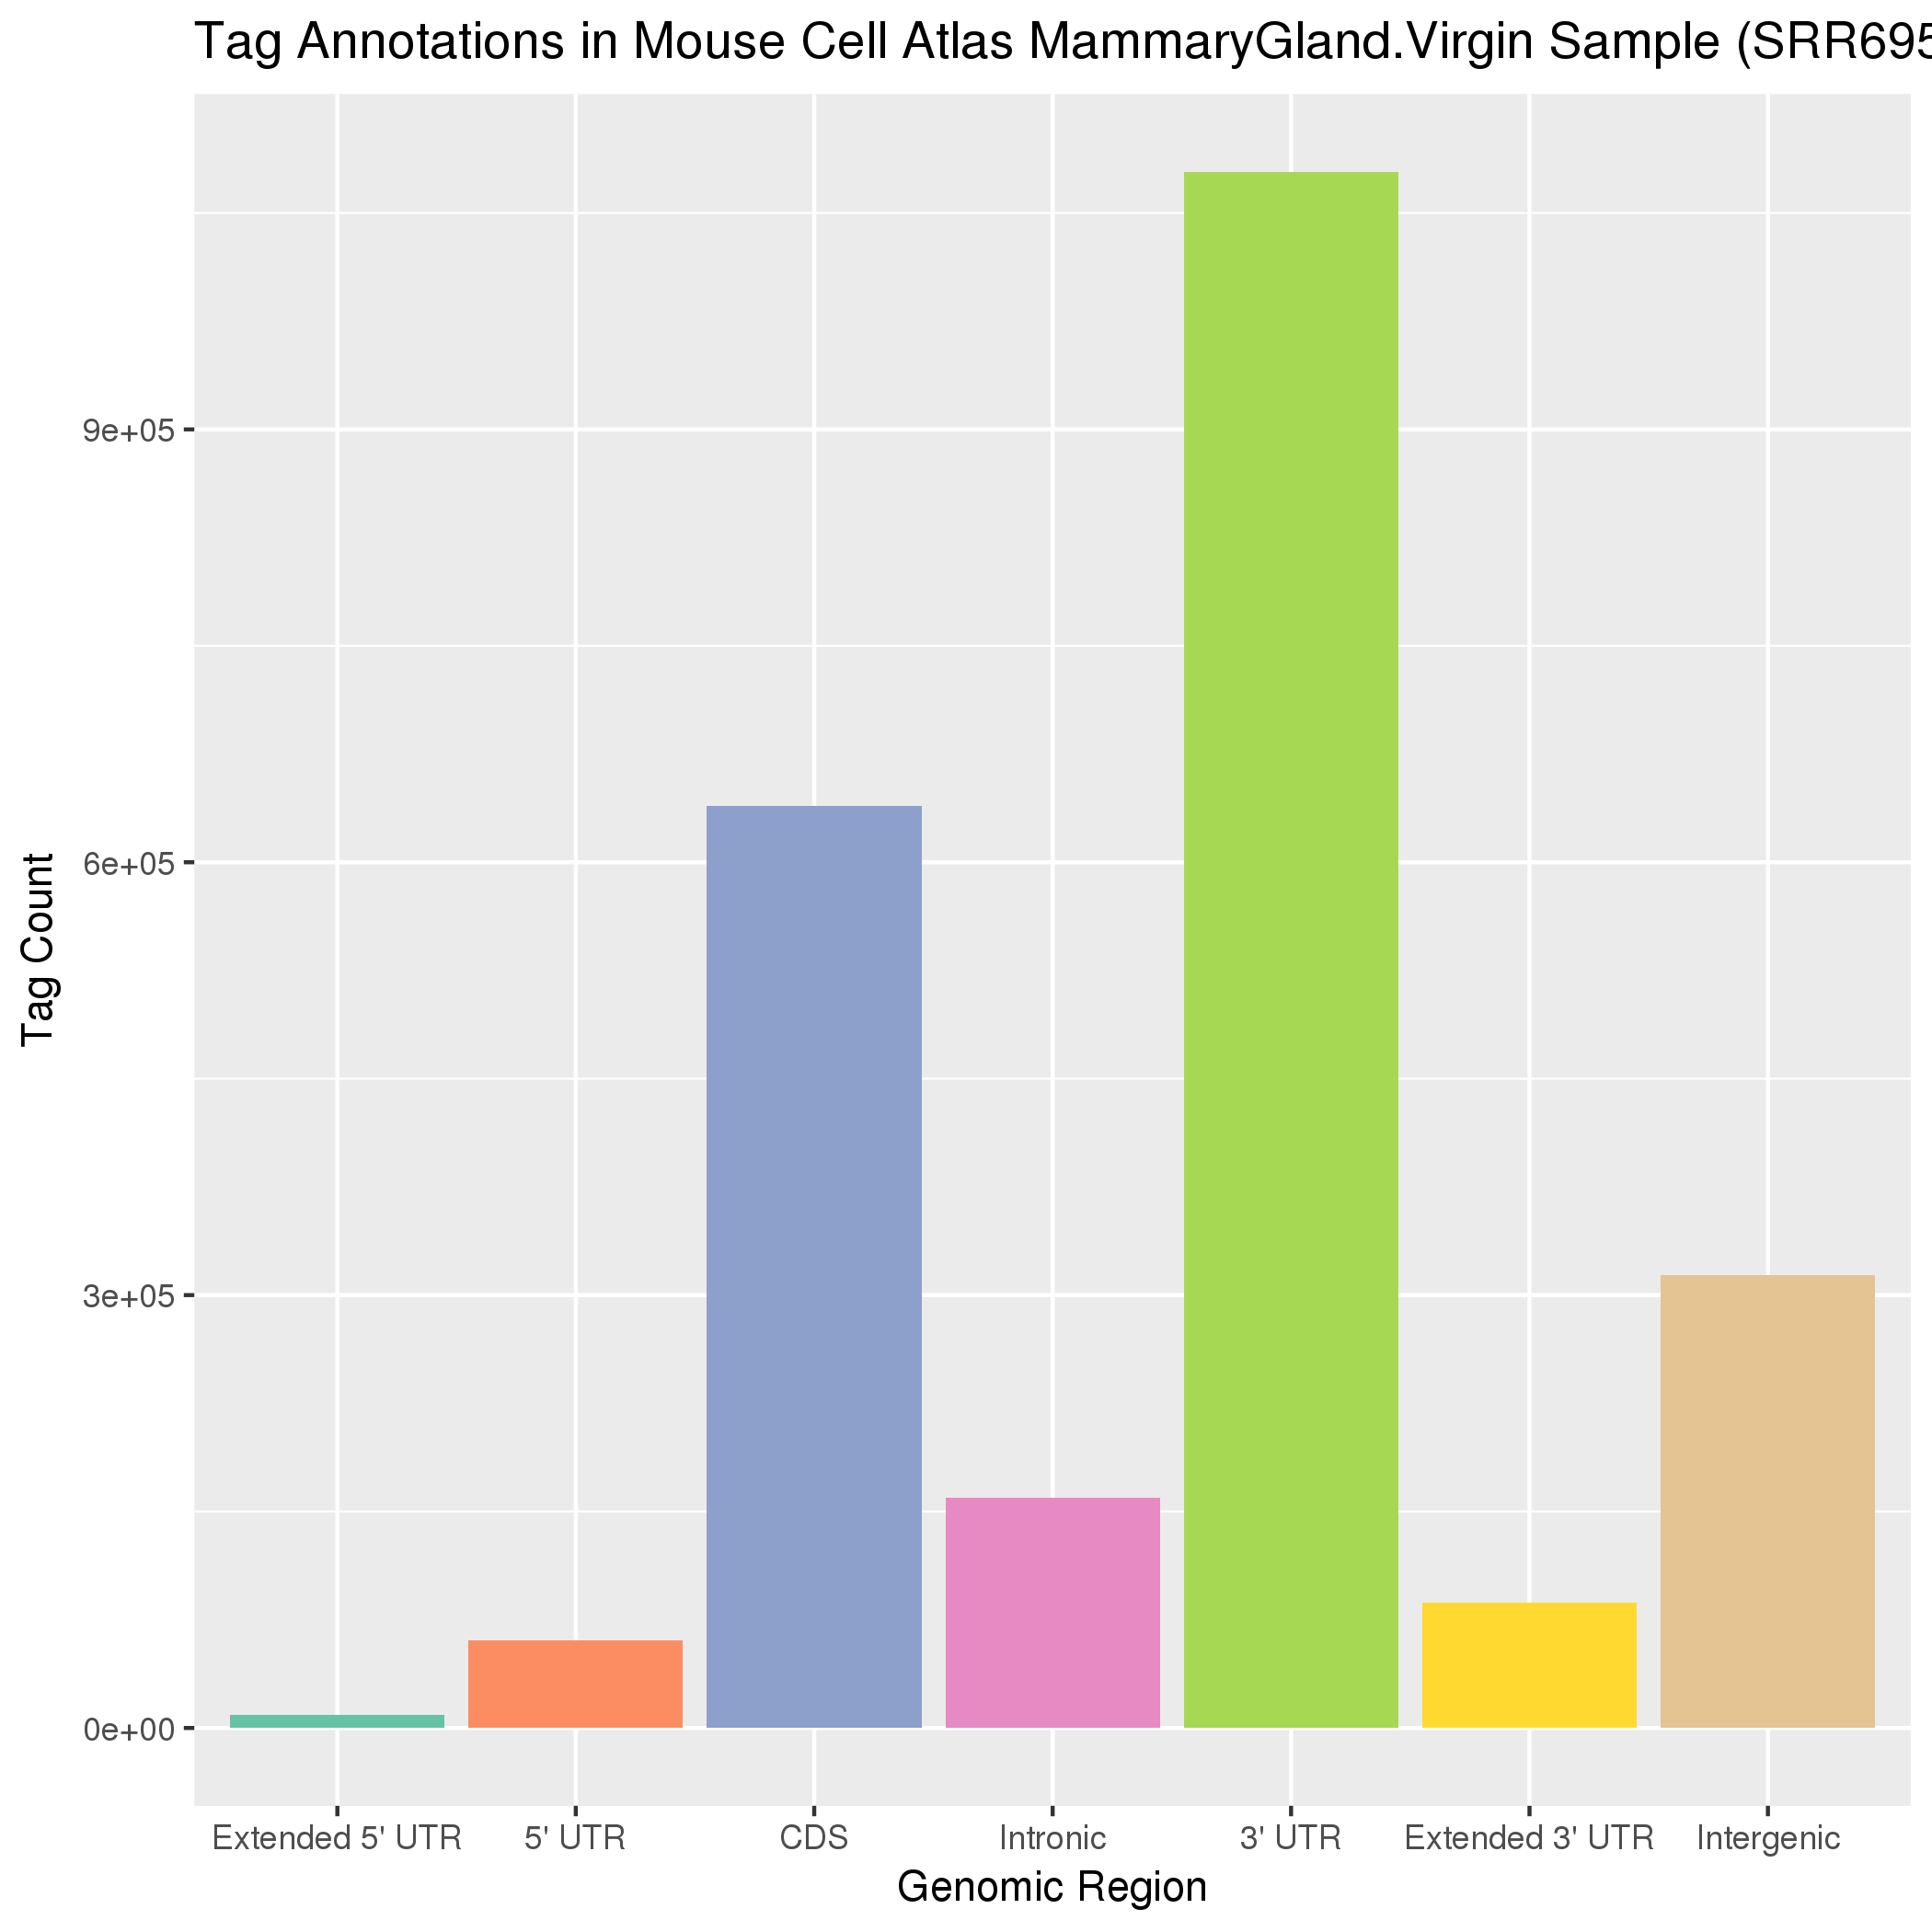 Tag Annotations in Mouse Cell Atlas MammaryGland.Virgin Sample (SRR695
9e+05
6e+05
3e+05
0e+00
Tag Count
Extended 5' UTR 5' UTR CDS Intronic 3' UTR Extended 3' UTR Intergenic
Genomic Region